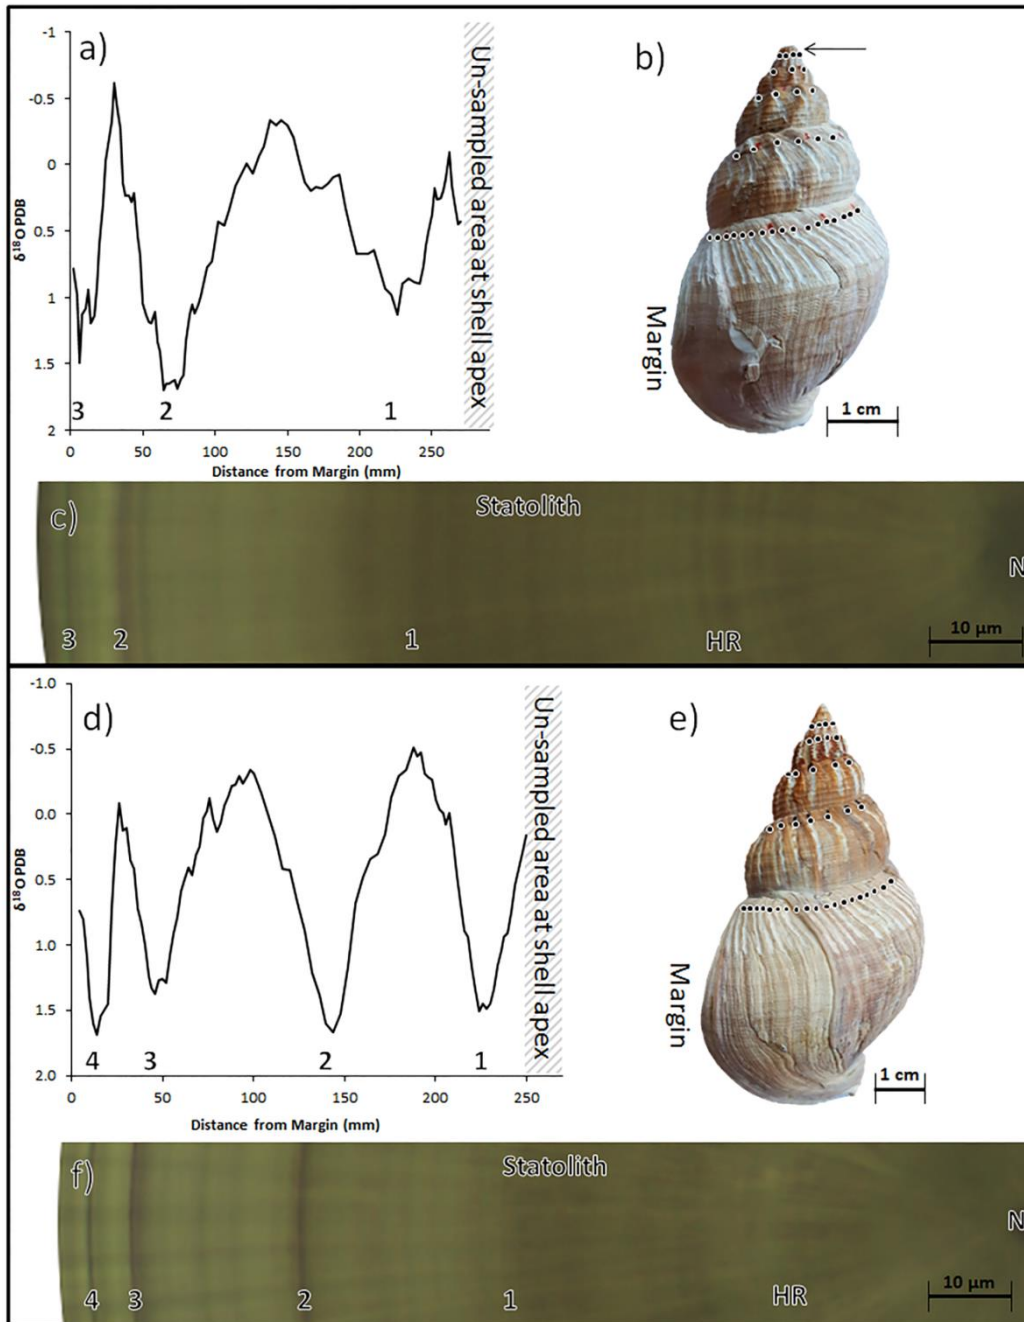 a)
-1
-0.5
0
0.5
1
1.5
2
δ¹⁸O PDB
3
2
1
0
50
100
150
200
250
Distance from Margin (mm)
Un-sampled area at shell apex
b)
Margin
1 cm
c)
Statolith
N
3
2
1
HR
10 µm
d)
-1.0
-0.5
0.0
0.5
1.0
1.5
2.0
δ¹⁸O PDB
4
3
2
1
0
50
100
150
200
250
Distance from Margin (mm)
Un-sampled area at shell apex
e)
Margin
1 cm
f)
Statolith
N
4
3
2
1
HR
10 µm